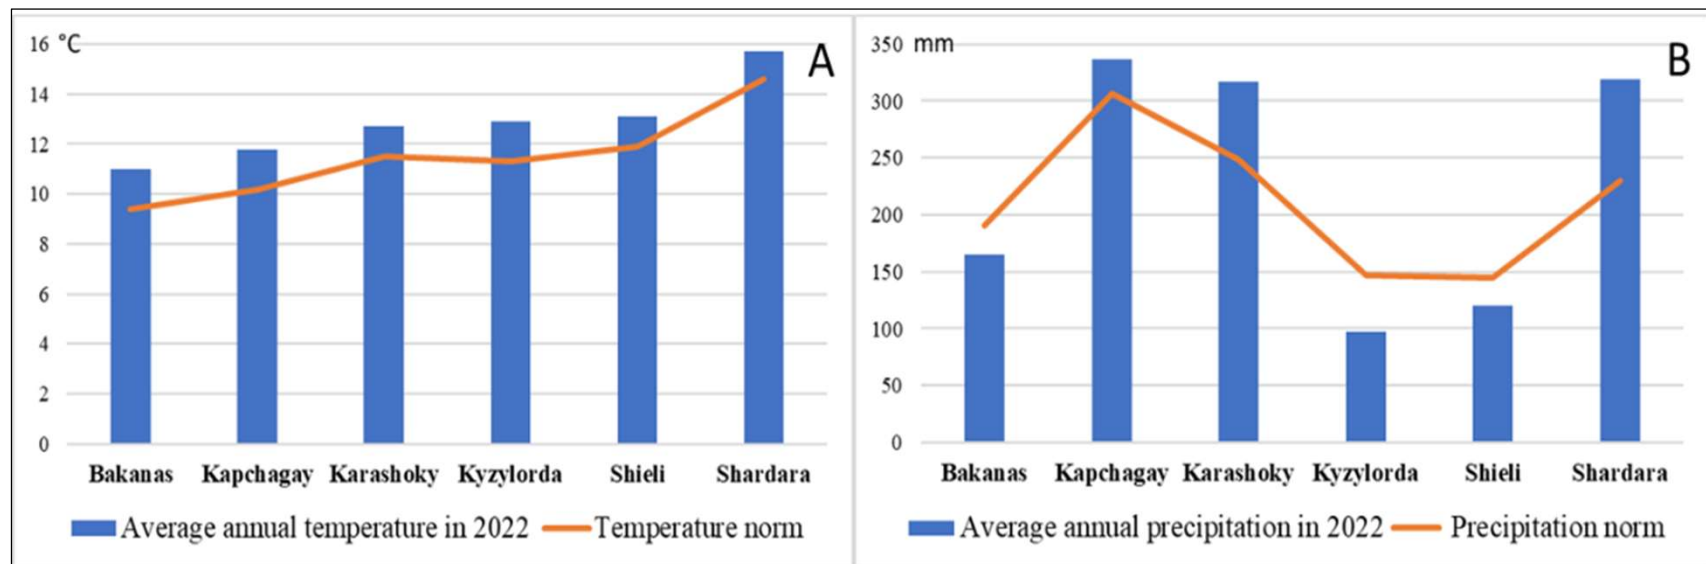 °C
A
16
14
12
10
8
6
4
2
0
Bakanas Kapchagay Karashoky Kyzylorda Shieli Shardara
Average annual temperature in 2022 Temperature norm
mm
B
350
300
250
200
150
100
50
0
Bakanas Kapchagay Karashoky Kyzylorda Shieli Shardara
Average annual precipitation in 2022 Precipitation norm